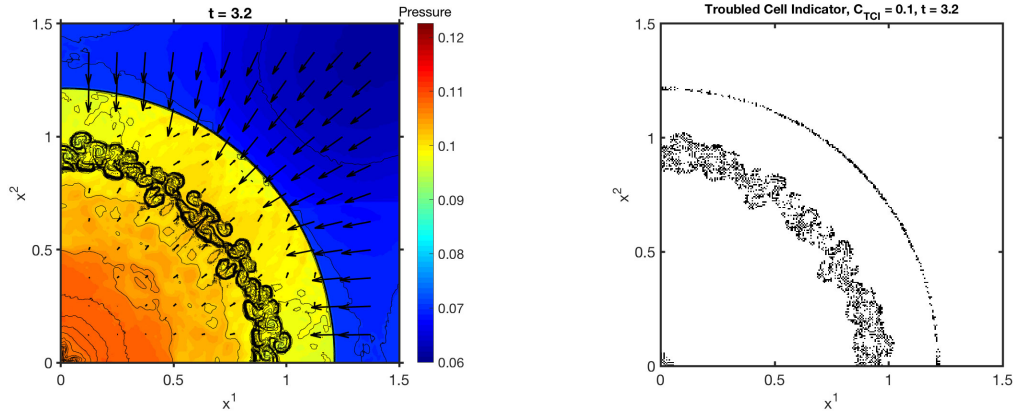 t = 3.2
Pressure
1.5
1
0.5
0
x²
0 0.5 1 1.5
x¹
0.12
0.11
0.1
0.09
0.08
0.07
0.06
Troubled Cell Indicator, C_TCI = 0.1, t = 3.2
1.5
1
0.5
0
x²
0 0.5 1 1.5
x¹